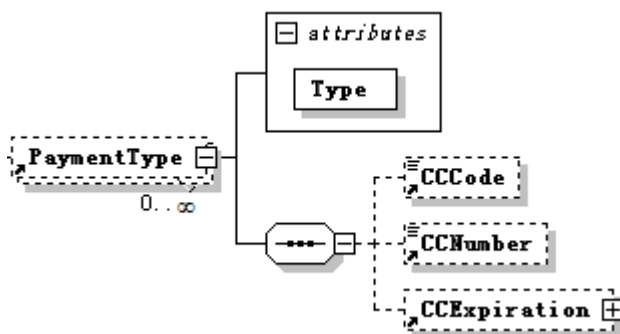 attributes
Type
PaymentType
0..∞
CCCode
CCNumber
CCExpiration